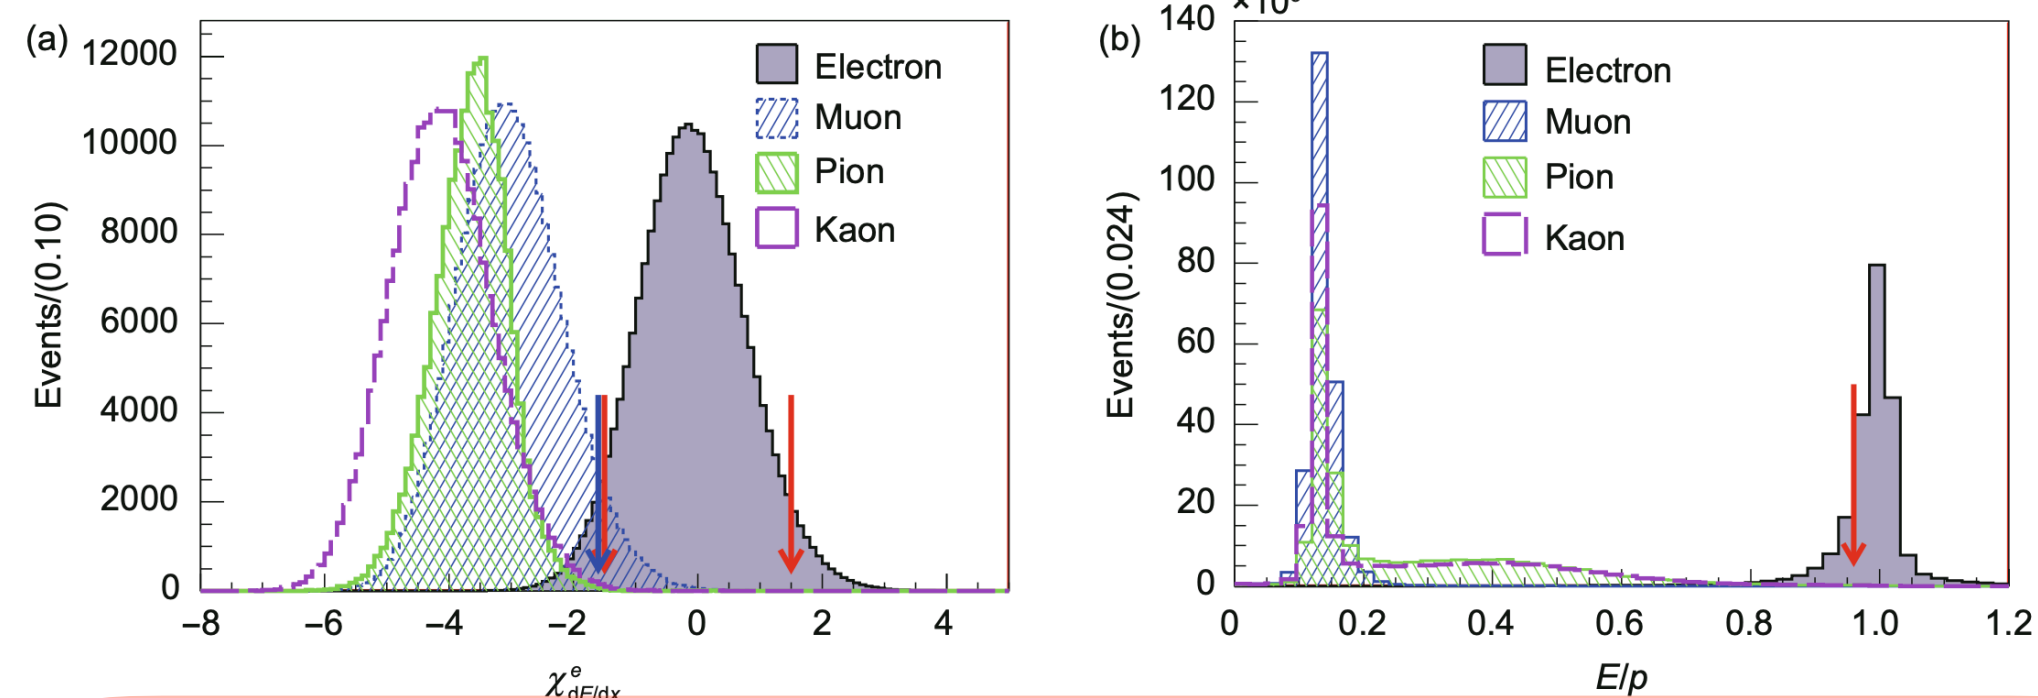 (a)
12000
10000
8000
6000
4000
2000
0
Events/(0.10)
Electron
Muon
Pion
Kaon
−8 −6 −4 −2 0 2 4
χ e dE/dx
(b)
140
120
100
80
60
40
20
0
Events/(0.024)
Electron
Muon
Pion
Kaon
0 0.2 0.4 0.6 0.8 1.0 1.2
E/p